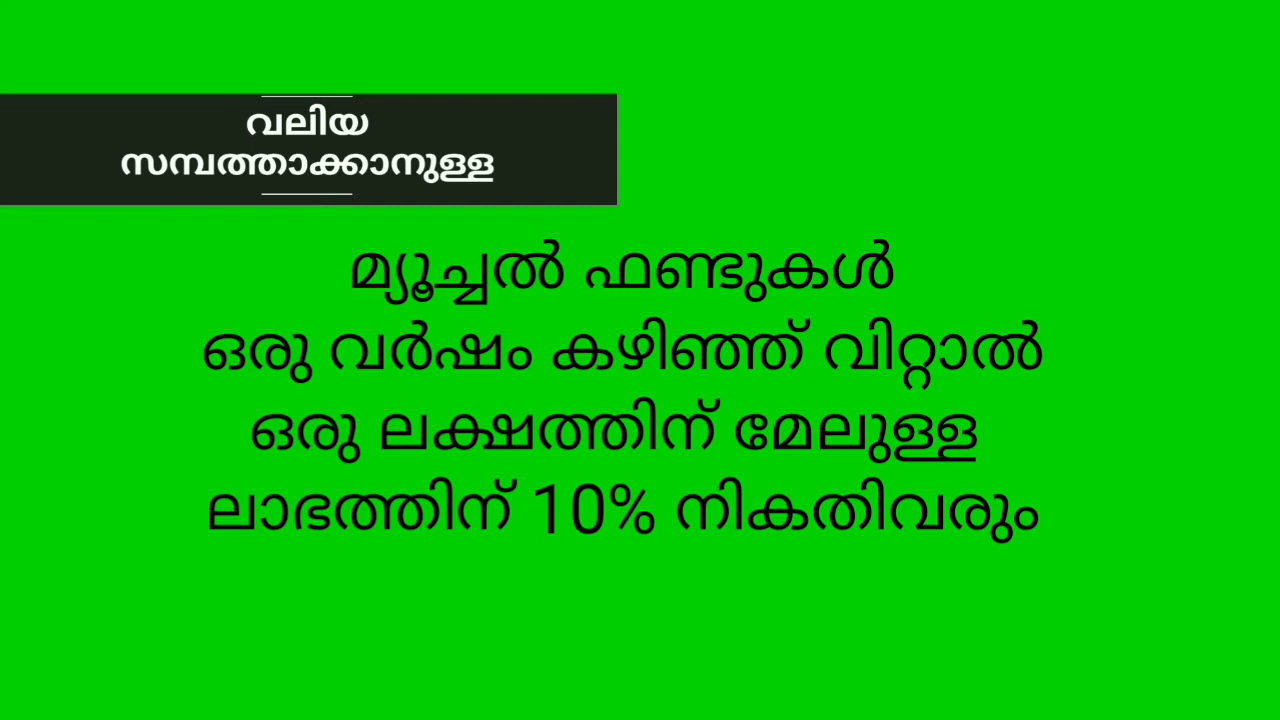 വലിയ
സമ്പത്താക്കാനുള്ള
മ്യൂച്ചൽ ഫണ്ടുകൾ
ഒരു വർഷം കഴിഞ്ഞ് വിറ്റാൽ
ഒരു ലക്ഷത്തിന് മേലുള്ള
ലാഭത്തിന് 10% നികതിവരും